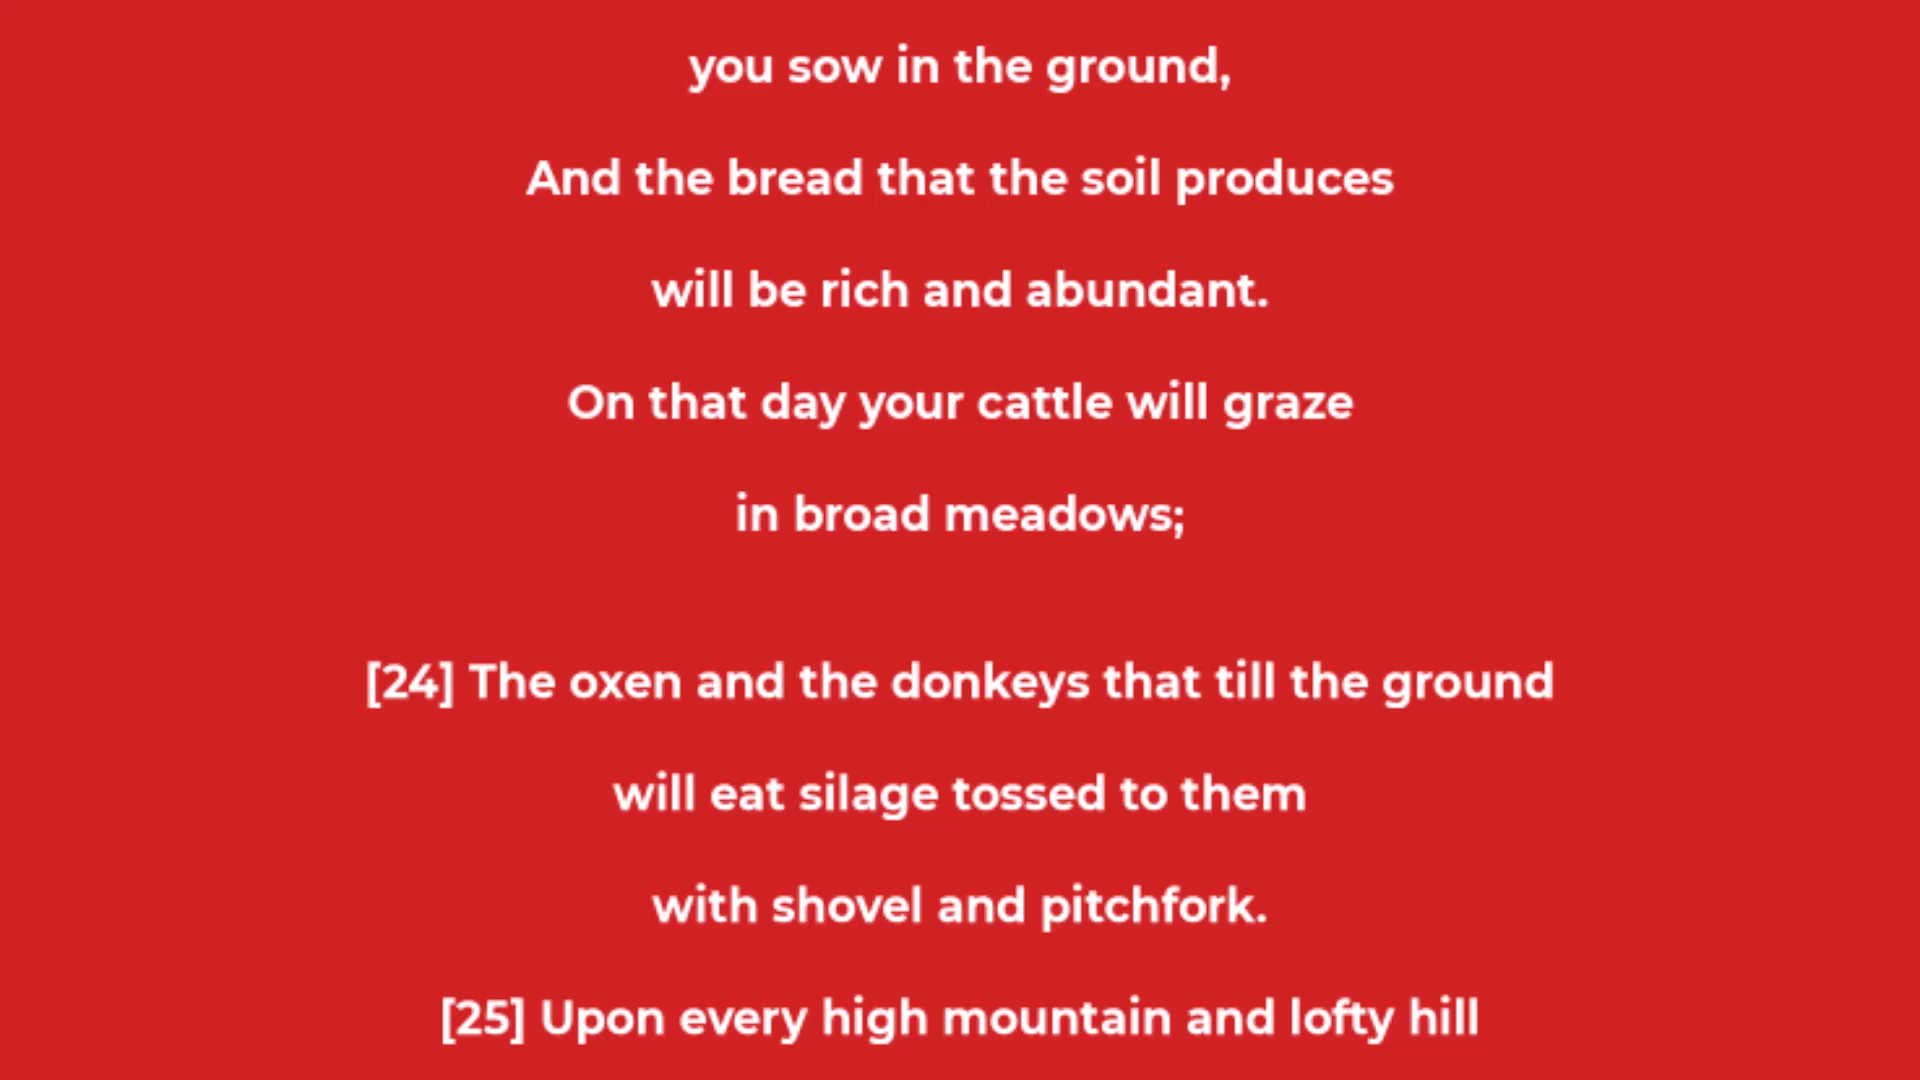 you sow in the ground,
And the bread that the soil produces
will be rich and abundant.
On that day your cattle will graze
in broad meadows;
[24] The oxen and the donkeys that till the ground
will eat silage tossed to them
with shovel and pitchfork.
[25] Upon every high mountain and lofty hill